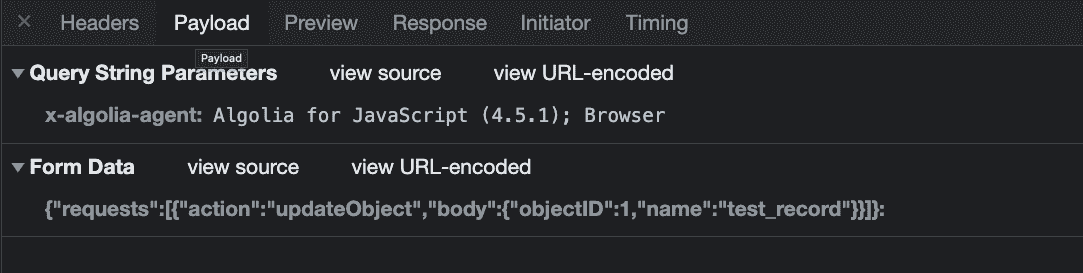 × Headers Payload Preview Response Initiator Timing
Payload
▼ Query String Parameters view source view URL-encoded
x-algolia-agent: Algolia for JavaScript (4.5.1); Browser
▼ Form Data view source view URL-encoded
{"requests":[{"action":"updateObject","body":{"objectID":1,"name":"test_record"}}]}: